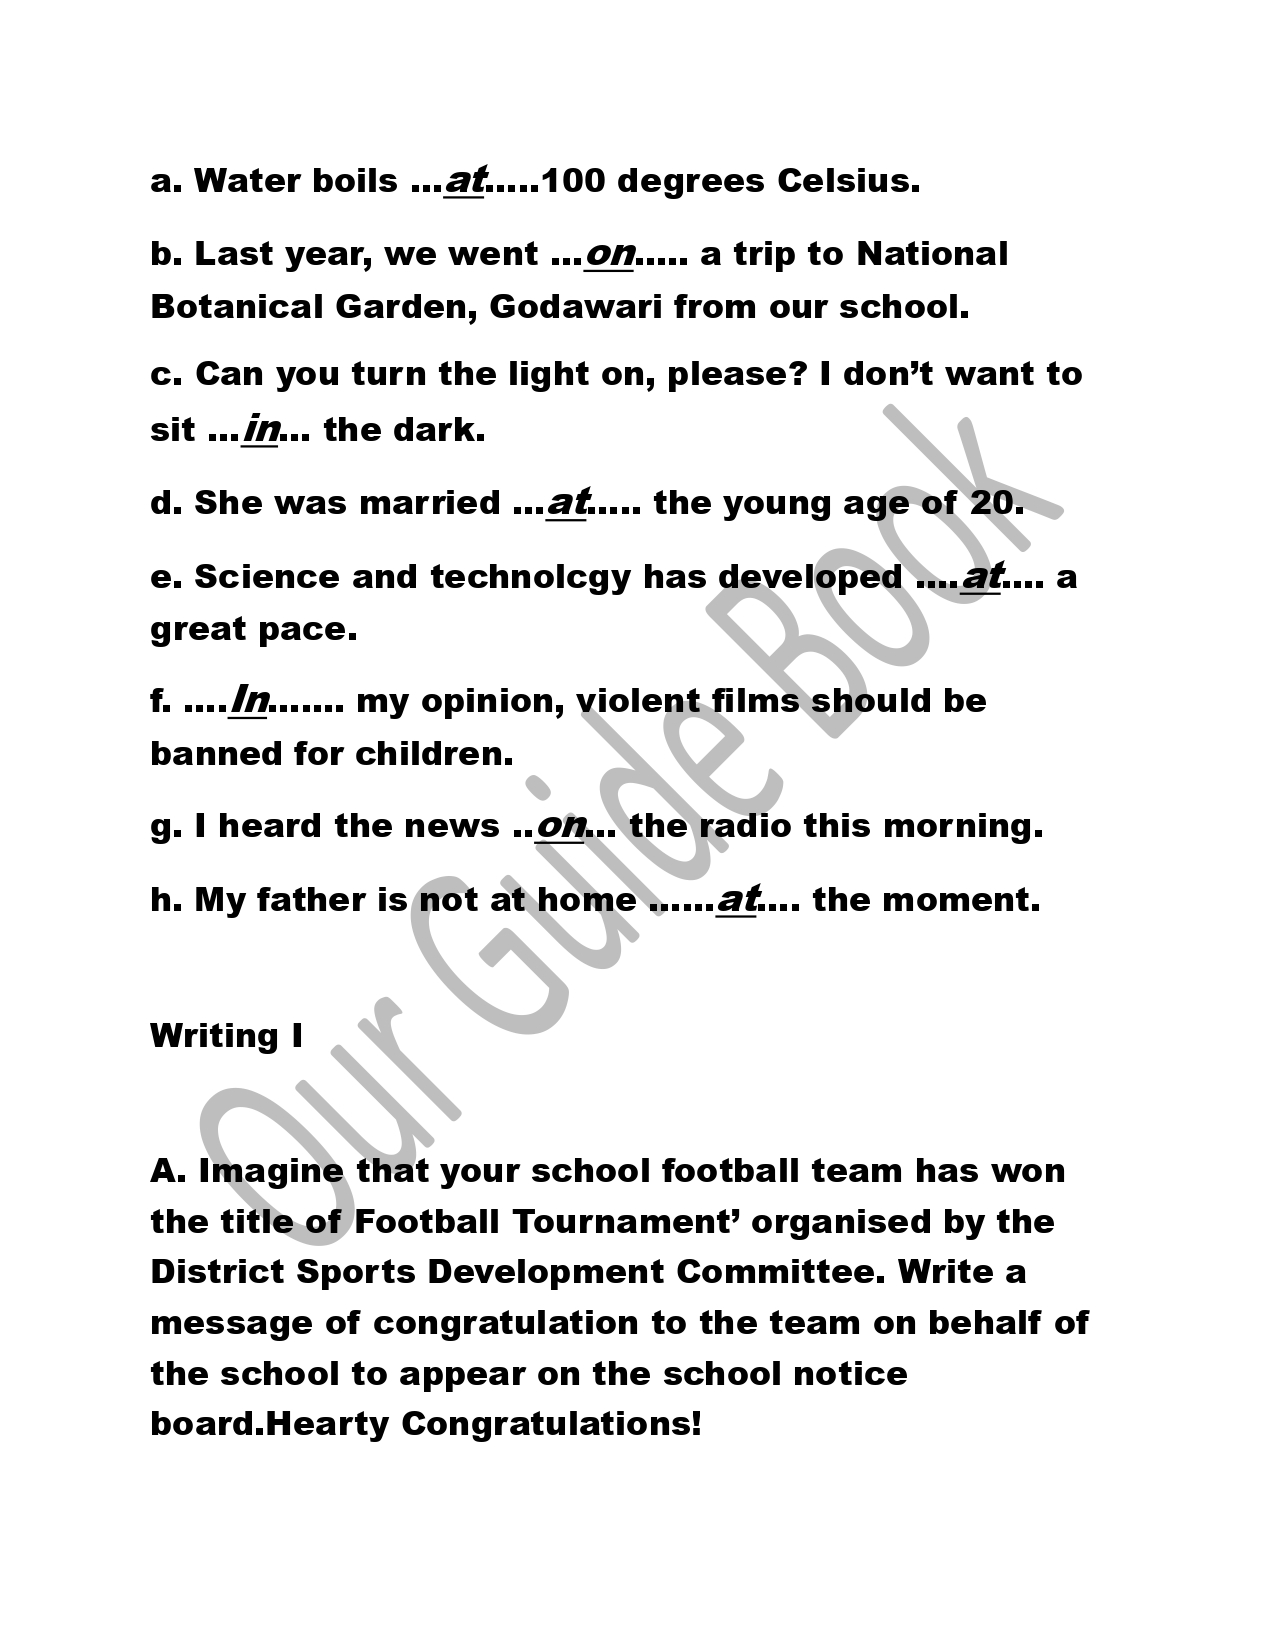 a. Water boils ...at.....100 degrees Celsius.
b. Last year, we went ...on..... a trip to National
Botanical Garden, Godawari from our school.
c. Can you turn the light on, please? I don’t want to
sit ...in... the dark.
d. She was married ...at..... the young age of 20.
e. Science and technolcgy has developed ....at.... a
great pace.
f. ....In....... my opinion, violent films should be
banned for children.
g. I heard the news ..on... the radio this morning.
h. My father is not at home ......at.... the moment.
Writing I
A. Imagine that your school football team has won
the title of Football Tournament’ organised by the
District Sports Development Committee. Write a
message of congratulation to the team on behalf of
the school to appear on the school notice
board.Hearty Congratulations!
Our Guide Book